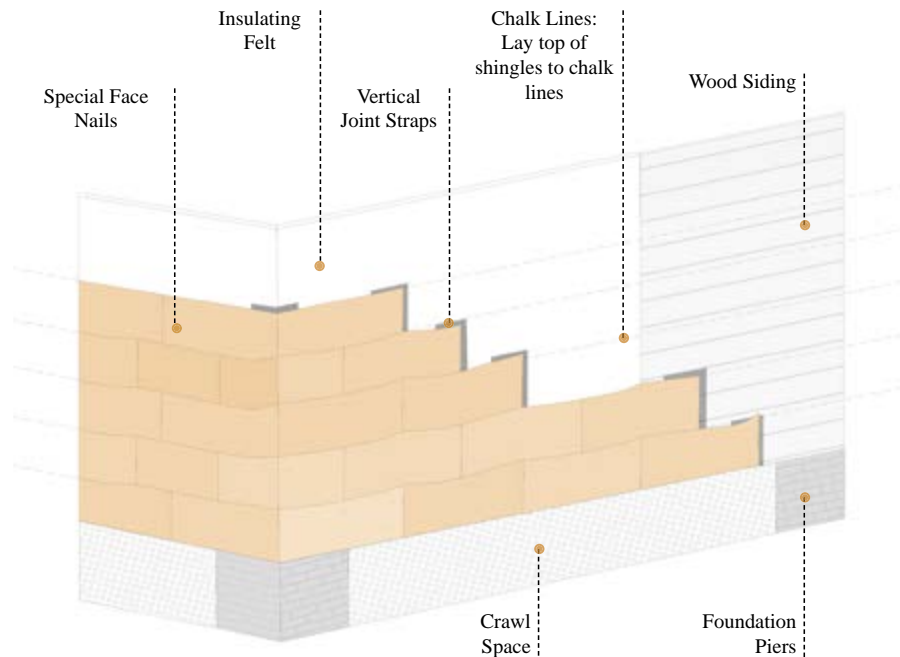 Insulating
Felt
Chalk Lines:
Lay top of
shingles to chalk
lines
Wood Siding
Special Face
Nails
Vertical
Joint Straps
Crawl
Space
Foundation
Piers